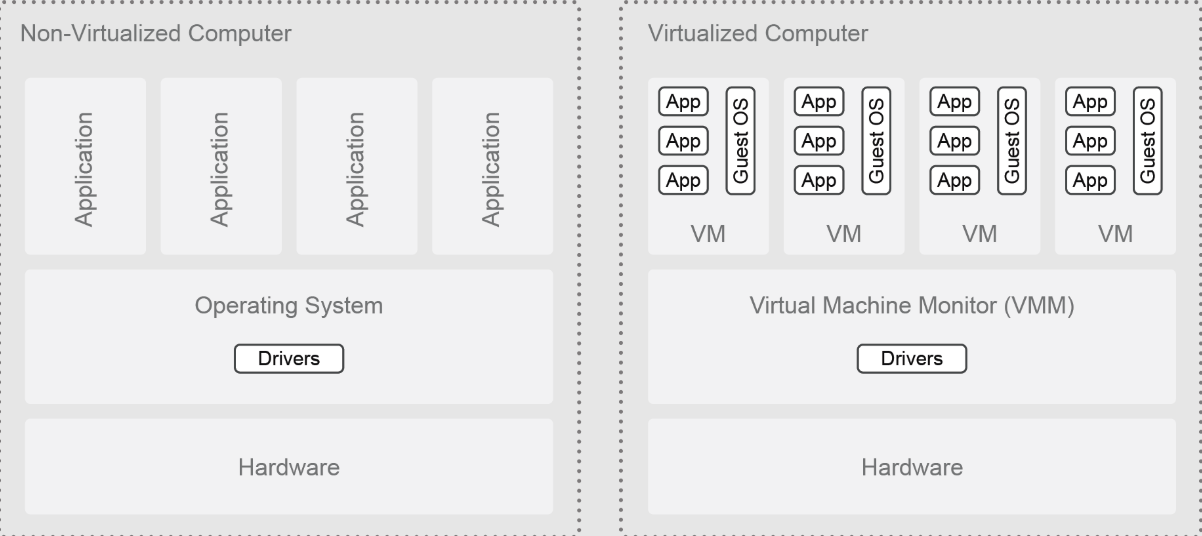 Non-Virtualized Computer
Application
Application
Application
Application
Operating System
Drivers
Hardware
Virtualized Computer
App
App
App
Guest OS
VM
App
App
App
Guest OS
VM
App
App
App
Guest OS
VM
App
App
App
Guest OS
VM
Virtual Machine Monitor (VMM)
Drivers
Hardware